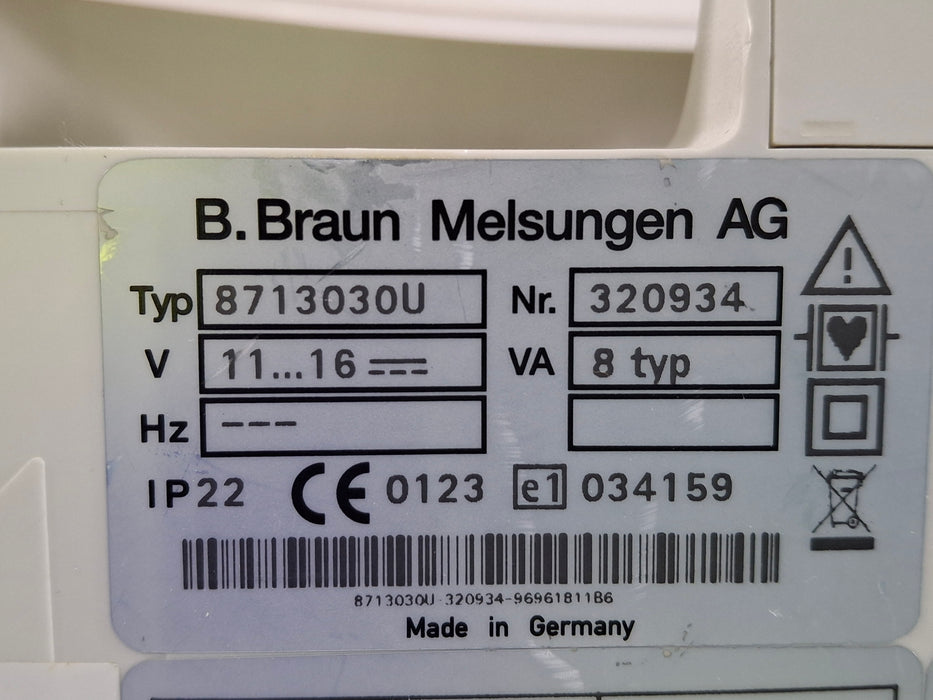 B. Braun Melsungen AG
Typ 8713030U Nr. 320934
V 11...16 VA 8 typ
Hz ---
IP22 CE 0123 e1 034159
8713030U-320934-96961811B6
Made in Germany